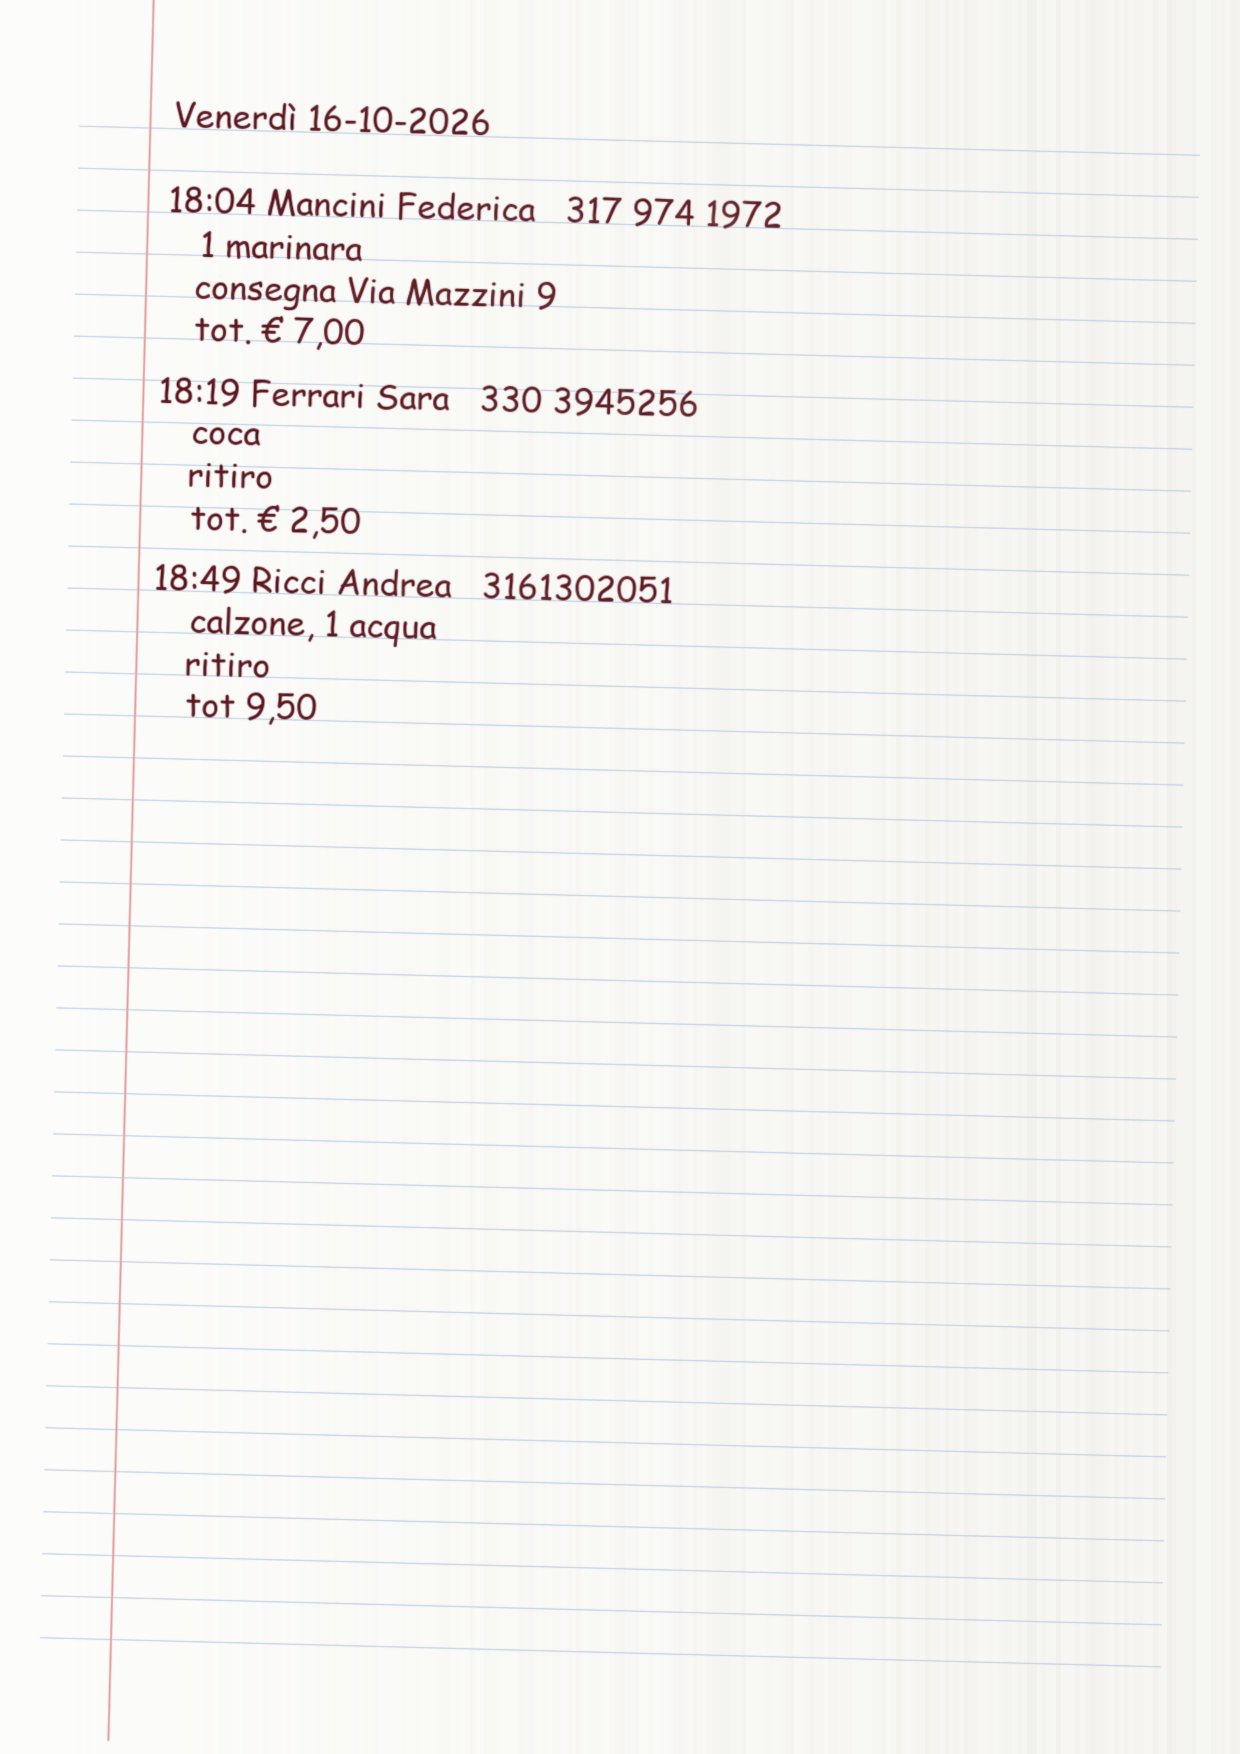 Venerdì 16-10-2026
18:04 Mancini Federica 317 974 1972
1 marinara
consegna Via Mazzini 9
tot. € 7,00
18:19 Ferrari Sara 330 3945256
coca
ritiro
tot. € 2,50
18:49 Ricci Andrea 3161302051
calzone, 1 acqua
ritiro
tot 9,50